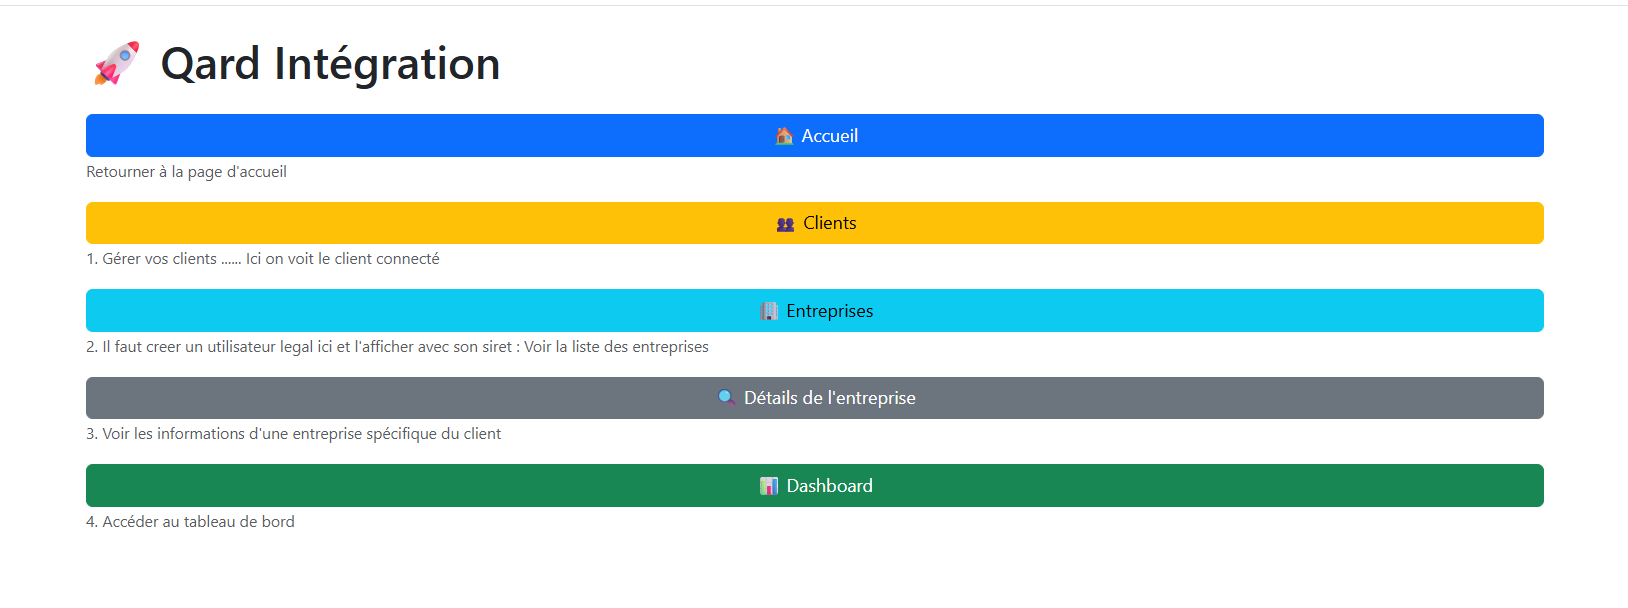 🚀 Qard Intégration
🏠 Accueil
Retourner à la page d'accueil
👥 Clients
1. Gérer vos clients ...... Ici on voit le client connecté
🏢 Entreprises
2. Il faut creer un utilisateur legal ici et l'afficher avec son siret : Voir la liste des entreprises
🔍 Détails de l'entreprise
3. Voir les informations d'une entreprise spécifique du client
📊 Dashboard
4. Accéder au tableau de bord